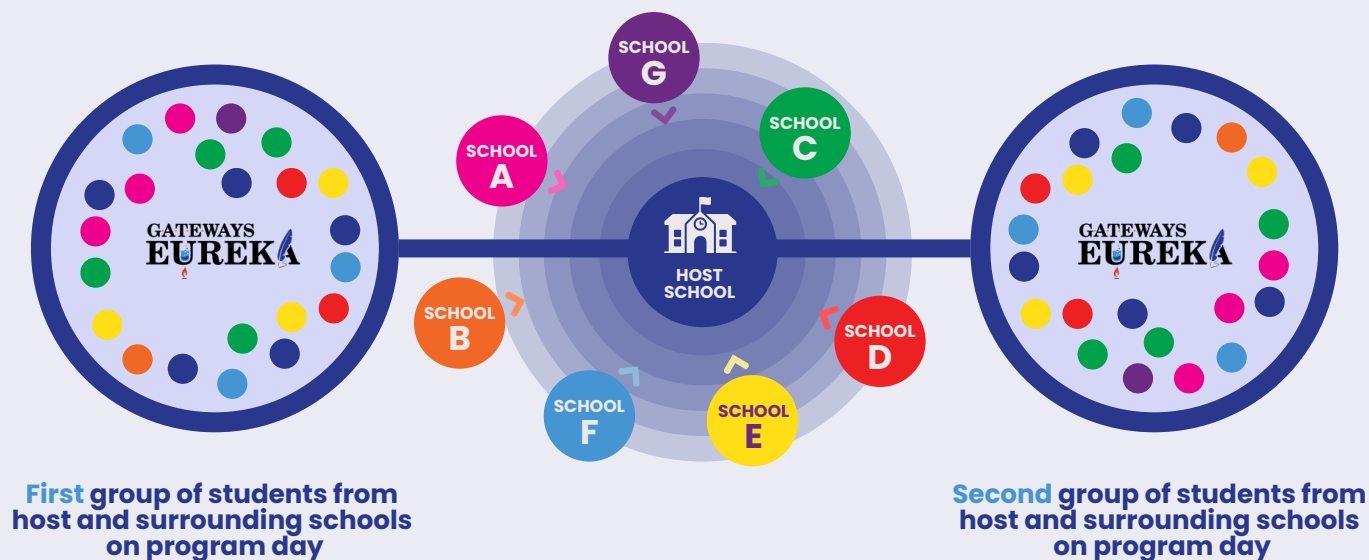 SCHOOL
G
SCHOOL
C
SCHOOL
A
GATEWAYS
EUREKA
HOST
SCHOOL
GATEWAYS
EUREKA
SCHOOL
B
SCHOOL
D
SCHOOL
F
SCHOOL
E
First group of students from
host and surrounding schools
on program day
Second group of students from
host and surrounding schools
on program day